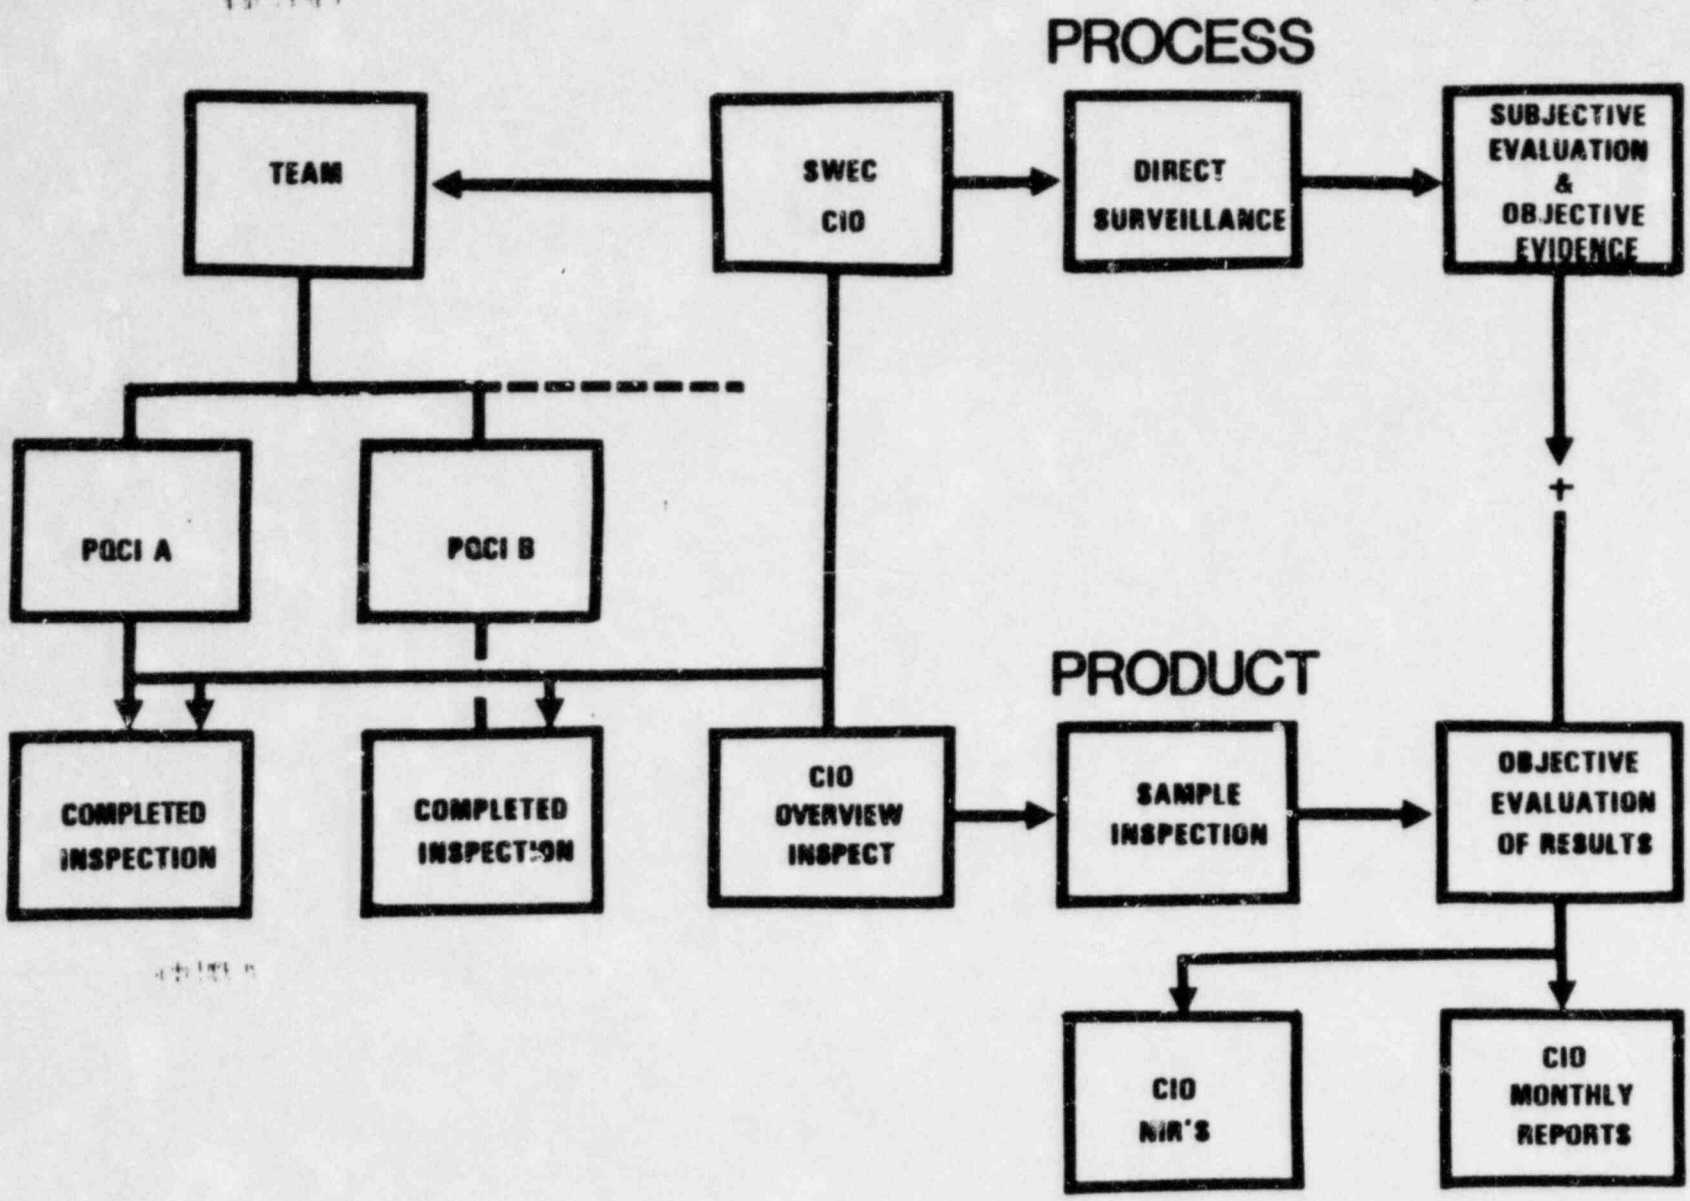 PROCESS
TEAM
SWEC
CIO
DIRECT
SURVEILLANCE
SUBJECTIVE
EVALUATION
&
OBJECTIVE
EVIDENCE
+
PQCI A
PQCI B
PRODUCT
COMPLETED
INSPECTION
COMPLETED
INSPECTION
CIO
OVERVIEW
INSPECT
SAMPLE
INSPECTION
OBJECTIVE
EVALUATION
OF RESULTS
CIO
NIR'S
CIO
MONTHLY
REPORTS